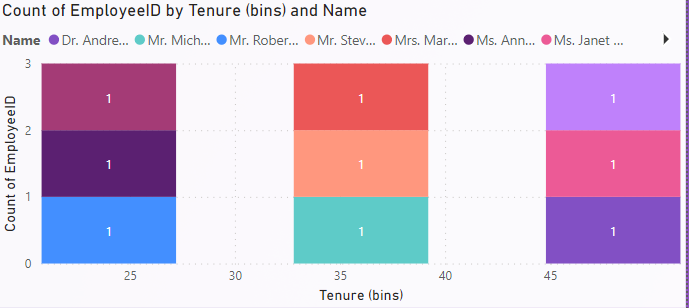 Count of EmployeeID by Tenure (bins) and Name
Name Dr. Andre... Mr. Mich... Mr. Rober... Mr. Stev... Mrs. Mar... Ms. Ann... Ms. Janet ...
3
1 1 1
2
1 1 1
1
1 1 1
0
Count of EmployeeID
25 30 35 40 45
Tenure (bins)